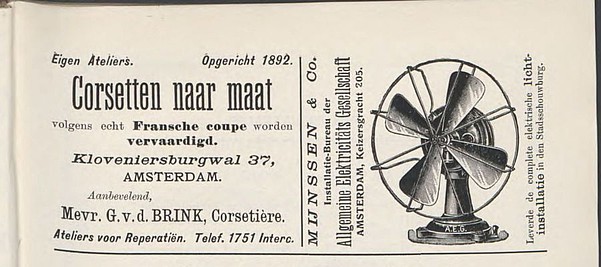 Eigen Ateliers. Opgericht 1892.
Corsetten naar maat
volgens echt Fransche coupe worden
vervaardigd.
Kloveniersburgwal 37,
AMSTERDAM.
Aanbevelend,
Mevr. G.v.d. BRINK, Corsetière.
Ateliers voor Reperatiën. Telef. 1751 Interc.
MIJNSSEN & Co.
Installatie-Bureau der
Allgemeine Elektricitäts Gesellschaft
AMSTERDAM, Keizersgracht 205.
A.E.G.
Leverde de complete elektrische licht-
installatie in den Stadsschouwburg.